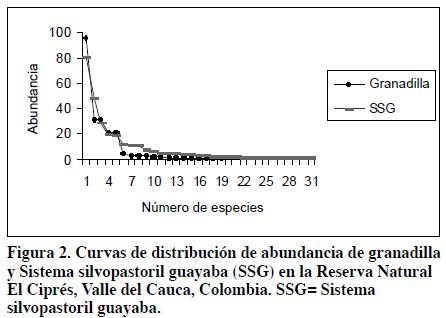 100
80
60
40
20
0
Abundancia
1 4 7 10 13 16 19 22 25 28 31
Número de especies
Granadilla
SSG
Figura 2. Curvas de distribución de abundancia de granadilla
y Sistema silvopastoril guayaba (SSG) en la Reserva Natural
El Ciprés, Valle del Cauca, Colombia. SSG= Sistema
silvopastoril guayaba.